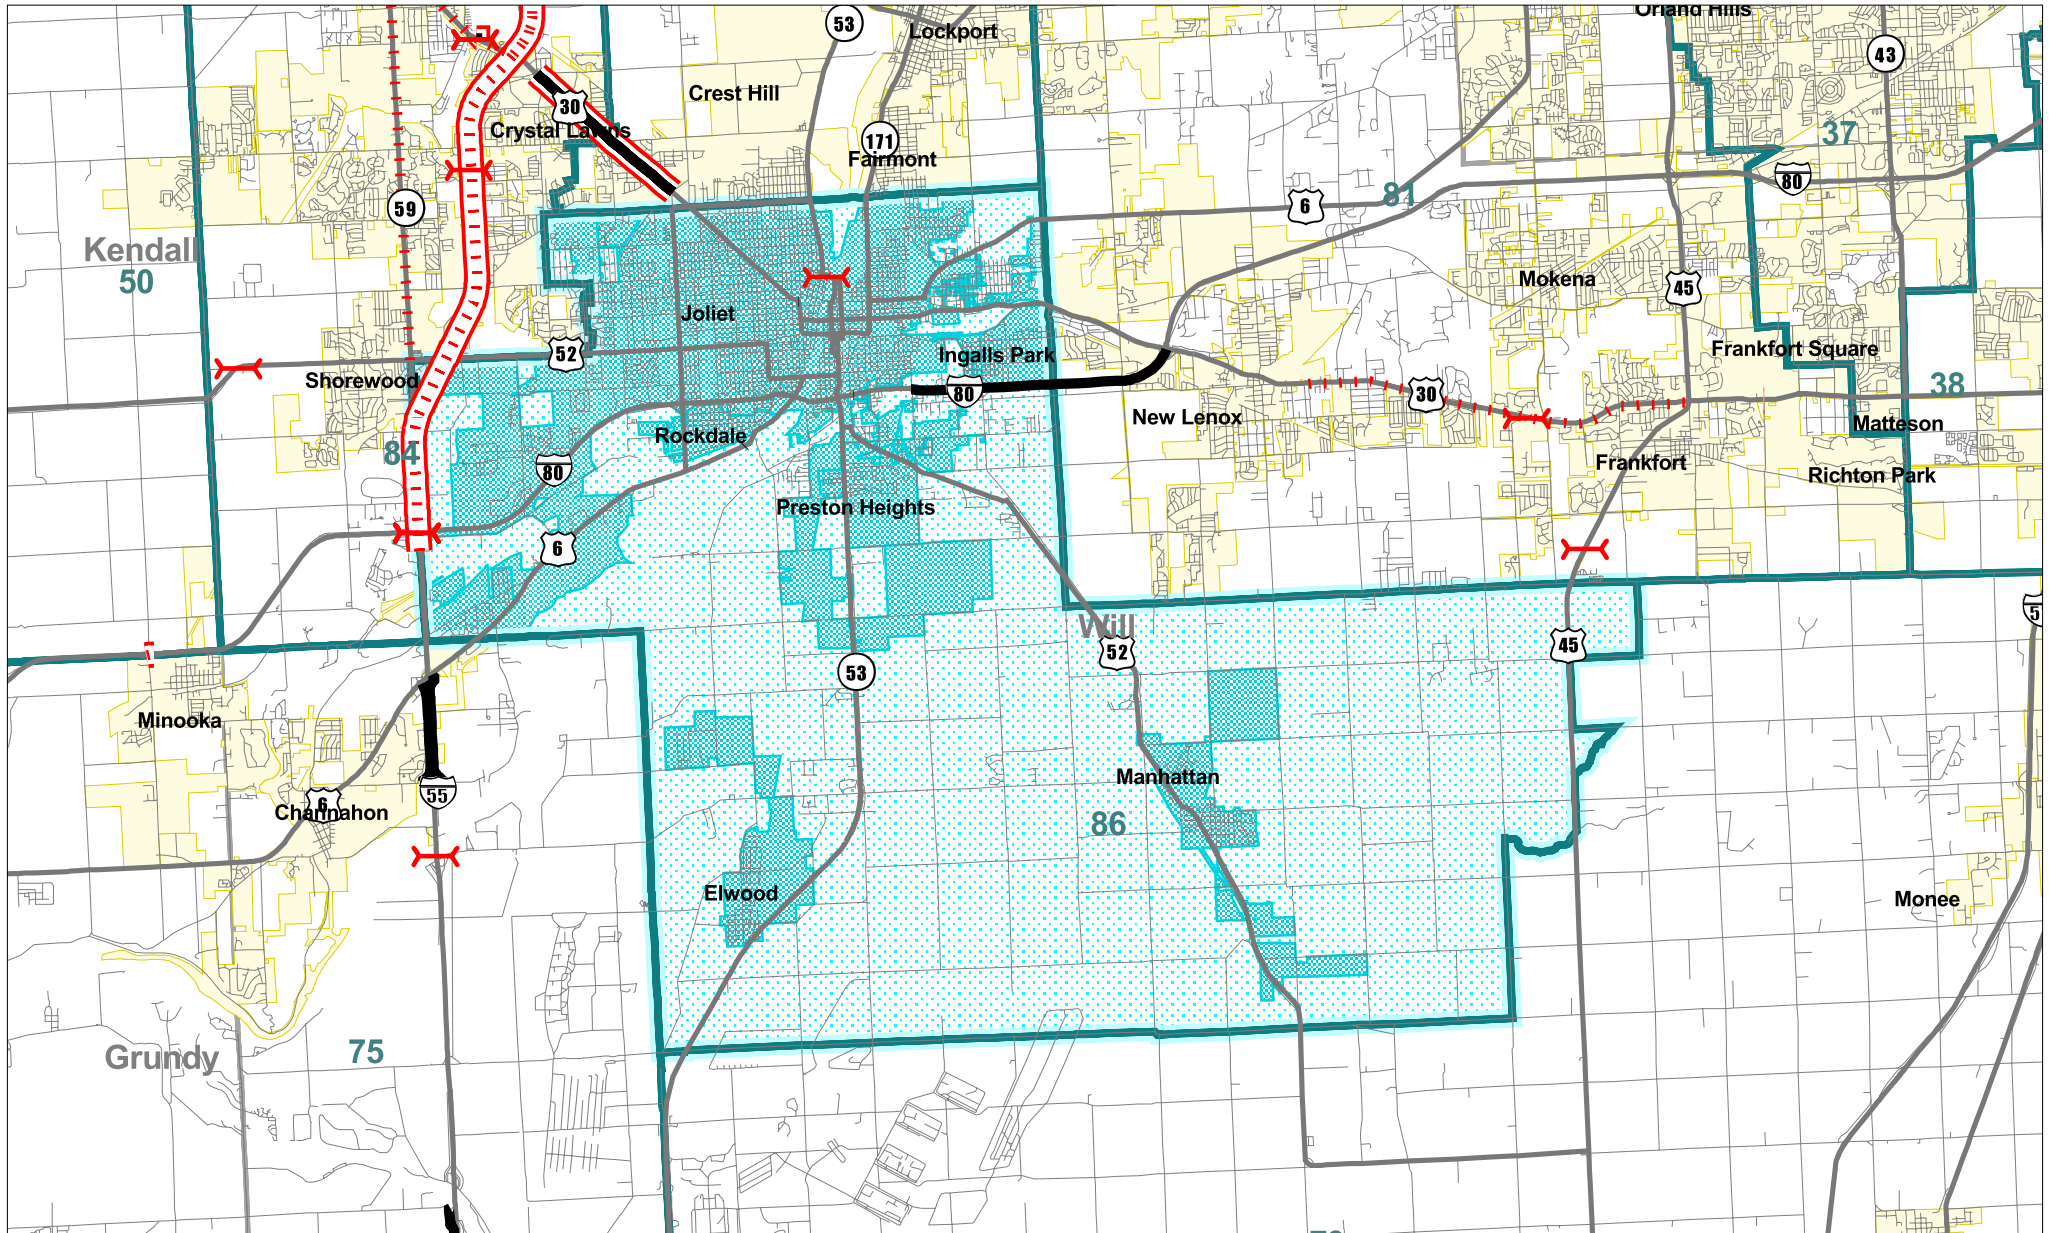 Orland Hills
53
Lockport
43
Crest Hill
30
Crystal Lawns
37
171
Fairmont
80
81
6
59
Kendall
50
Mokena
45
Joliet
52
Ingalls Park
Frankfort Square
Shorewood
80
30
38
New Lenox
Matteson
Rockdale
84
80
Frankfort
Richton Park
Preston Heights
6
5
Will
52
45
53
Minooka
Manhattan
55
6
Channahon
86
Elwood
Monee
75
Grundy